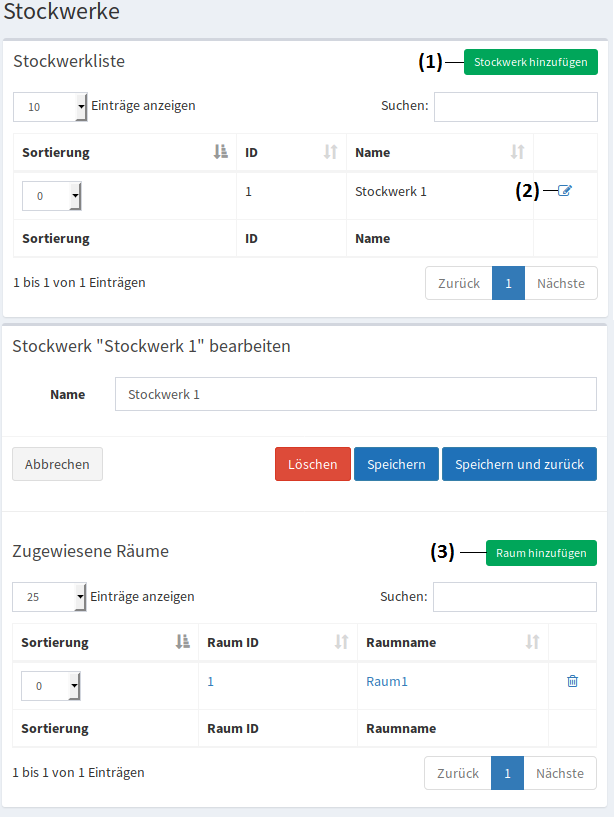 Stockwerke
Stockwerkliste
(1) Stockwerk hinzufügen
10 Einträge anzeigen Suchen:
Sortierung ID Name
0 1 Stockwerk 1 (2)
Sortierung ID Name
1 bis 1 von 1 Einträgen Zurück 1 Nächste
Stockwerk "Stockwerk 1" bearbeiten
Name Stockwerk 1
Abbrechen Löschen Speichern Speichern und zurück
Zugewiesene Räume (3) Raum hinzufügen
25 Einträge anzeigen Suchen:
Sortierung Raum ID Raumname
0 1 Raum1
Sortierung Raum ID Raumname
1 bis 1 von 1 Einträgen Zurück 1 Nächste